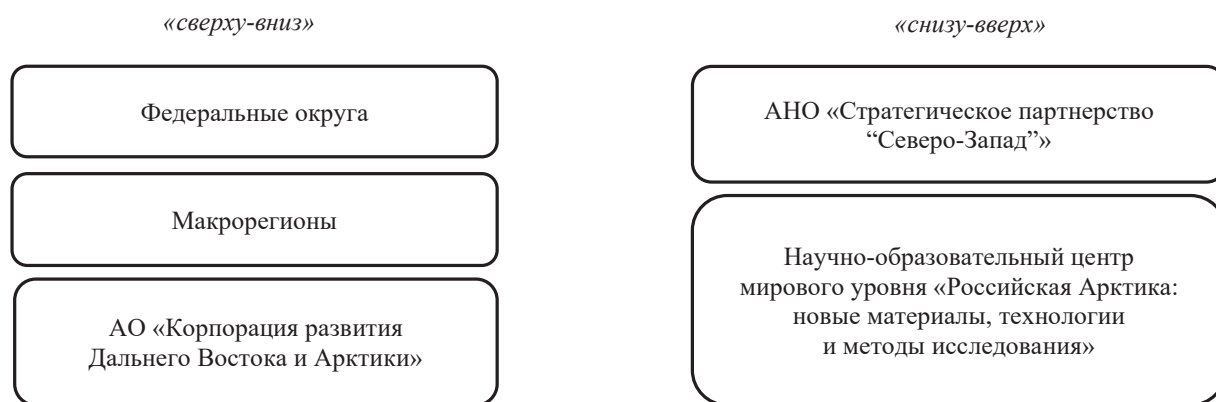 «сверху-вниз»
Федеральные округа
Макрорегионы
АО «Корпорация развития
Дальнего Востока и Арктики»
«снизу-вверх»
АНО «Стратегическое партнерство
“Северо-Запад”»
Научно-образовательный центр
мирового уровня «Российская Арктика:
новые материалы, технологии
и методы исследования»